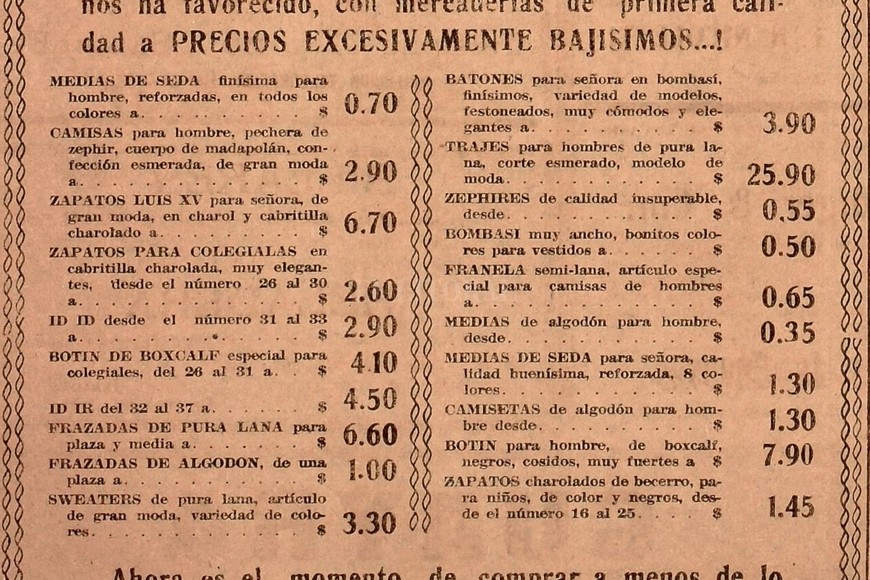 nos ha favorecido, con mercaderías de primera cali-
dad a PRECIOS EXCESIVAMENTE BAJISIMOS...!
MEDIAS DE SEDA finísima para
hombre, reforzadas, en todos los
colores a. . . . . . . . . . . $ 0.70
CAMISAS para hombre, pechera de
zephir, cuerpo de madapolán, con-
fección esmerada, de gran moda
a. . . . . . . . . . . . . . $ 2.90
ZAPATOS LUIS XV para señora, de
gran moda, en charol y cabritilla
charolado a. . . . . . . . . . $ 6.70
ZAPATOS PARA COLEGIALAS en
cabritilla charolada, muy elegan-
tes, desde el número 26 al 30
a. . . . . . . . . . . . . . $ 2.60
ID ID desde el número 31 al 33
a. . . . . . . . . . . . . . $ 2.90
BOTIN DE BOXCALF especial para
colegiales, del 26 al 31 a. . . $ 4.10
ID IR del 32 al 37 a. . . . . . . $ 4.50
FRAZADAS DE PURA LANA para
plaza y media a. . . . . . . . $ 6.60
FRAZADAS DE ALGODON, de una
plaza a. . . . . . . . . . . . $ 1.00
SWEATERS de pura lana, artículo
de gran moda, variedad de colo-
res. . . . . . . . . . . . . . $ 3.30
BATONES para señora en bombasí,
finísimos, variedad de modelos,
festoneados, muy cómodos y ele-
gantes a. . . . . . . . . . . $ 3.90
TRAJES para hombres de pura la-
na, corte esmerado, modelo de
moda. . . . . . . . . . . . . $ 25.90
ZEPHIRES de calidad insuperable,
desde. . . . . . . . . . . . . $ 0.55
BOMBASI muy ancho, bonitos colo-
res para vestidos a. . . . . . $ 0.50
FRANELA semi-lana, artículo espe-
cial para camisas de hombres
a. . . . . . . . . . . . . . $ 0.65
MEDIAS de algodón para hombre,
desde. . . . . . . . . . . . . $ 0.35
MEDIAS DE SEDA para señora, ca-
lidad buenísima, reforzada, 8 co-
lores. . . . . . . . . . . . . $ 1.30
CAMISETAS de algodón para hom-
bre desde. . . . . . . . . . . $ 1.30
BOTIN para hombre, de boxcalf,
negros, cosidos, muy fuertes a $ 7.90
ZAPATOS charolados de becerro, pa-
ra niños, de color y negros, des-
de el número 16 al 25. . . . . $ 1.45
Ahora es el momento de comprar a menos de lo